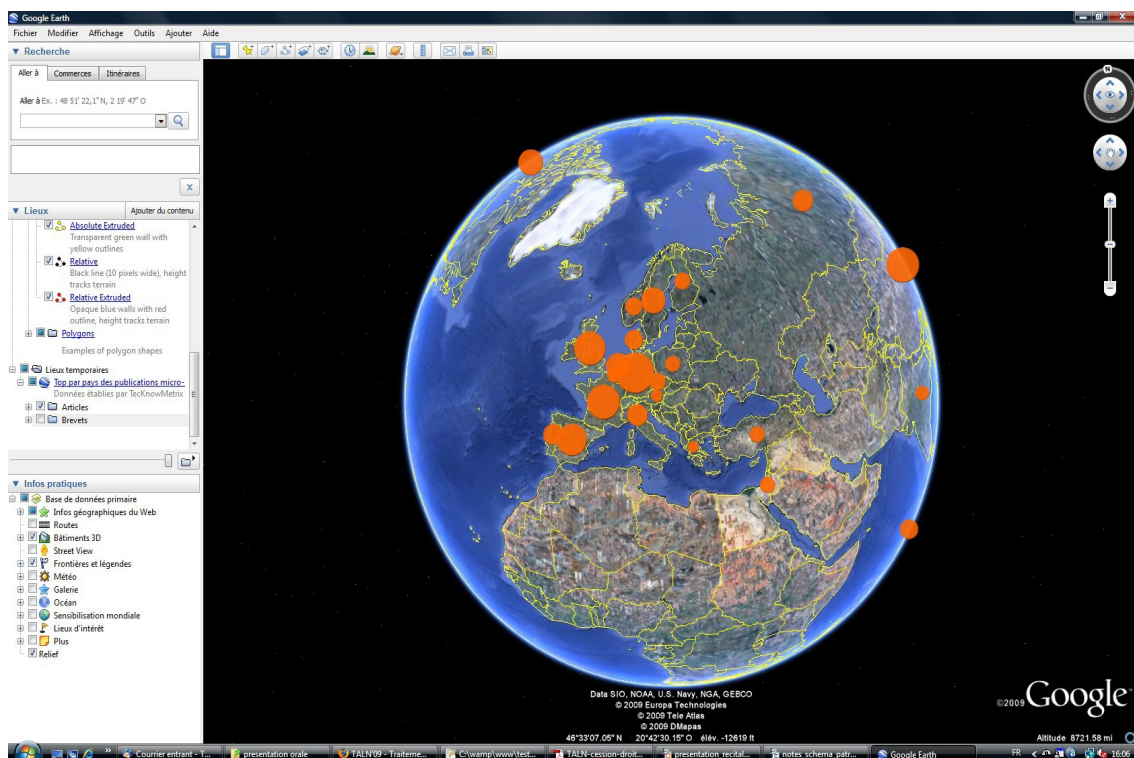 Google Earth
Fichier Modifier Affichage Outils Ajouter Aide
Recherche
Aller à Commerces Itinéraires
Aller à Ex. : 48 51' 22,1" N, 2 19' 47" O
Lieux Ajouter du contenu
Absolute Extruded
Transparent green wall with
yellow outlines
Relative
Black line (10 pixels wide), height
tracks terrain
Relative Extruded
Opaque blue walls with red
outline, height tracks terrain
Polygons
Examples of polygon shapes
Lieux temporaires
Top par pays des publications micro-
Données établies par TecKnowMetrix
Articles
Brevets
Infos pratiques
Base de données primaire
Infos géographiques du Web
Routes
Bâtiments 3D
Street View
Frontières et légendes
Météo
Galerie
Océan
Sensibilisation mondiale
Lieux d'intérêt
Plus
Relief
N
Data SIO, NOAA, U.S. Navy, NGA, GEBCO
© 2009 Europa Technologies
© 2009 Tele Atlas
© 2009 DMapas
©2009 Google
46°33'07.05" N 20°42'30.15" O élév. -12619 ft
Altitude 8721.58 mi
Courrier entrant - T... presentation orale TALN'09 - Traiteme... C:\wamp\www\test... TALN-cession-droit... presentation_recital... notes_schema_patr... Google Earth FR 16:06